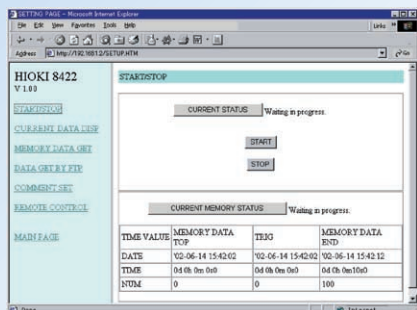 SETTING PAGE - Microsoft Internet Explorer
File Edit View Favorites Tools Help
Links
Address http://192.168.1.2/SETUP.HTM
Go
HIOKI 8422
V 1.00
START/STOP
CURRENT DATA DISP
MEMORY DATA GET
DATA GET BY FTP
COMMENT SET
REMOTE CONTROL
MAIN PAGE
START/STOP
CURRENT STATUS Waiting in progress.
START
STOP
CURRENT MEMORY STATUS Waiting in progress.
TIME VALUE MEMORY DATA TOP TRIG MEMORY DATA END
DATE '02-06-14 15:42:02 '02-06-14 15:42:02 '02-06-14 15:42:12
TIME 0d 0h 0m 0s0 0d 0h 0m 0s0 0d 0h 0m10s0
NUM 0 0 100
Internet